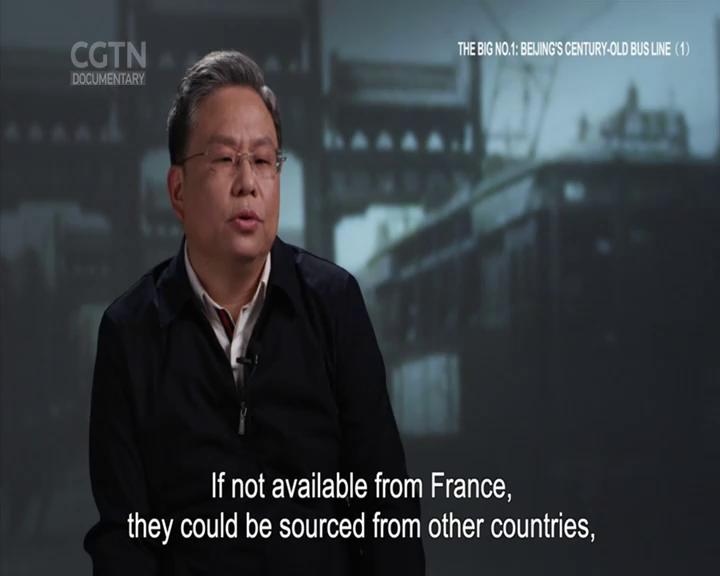 CGTN
DOCUMENTARY
THE BIG NO.1: BEIJING'S CENTURY-OLD BUS LINE（1）
If not available from France,
they could be sourced from other countries,